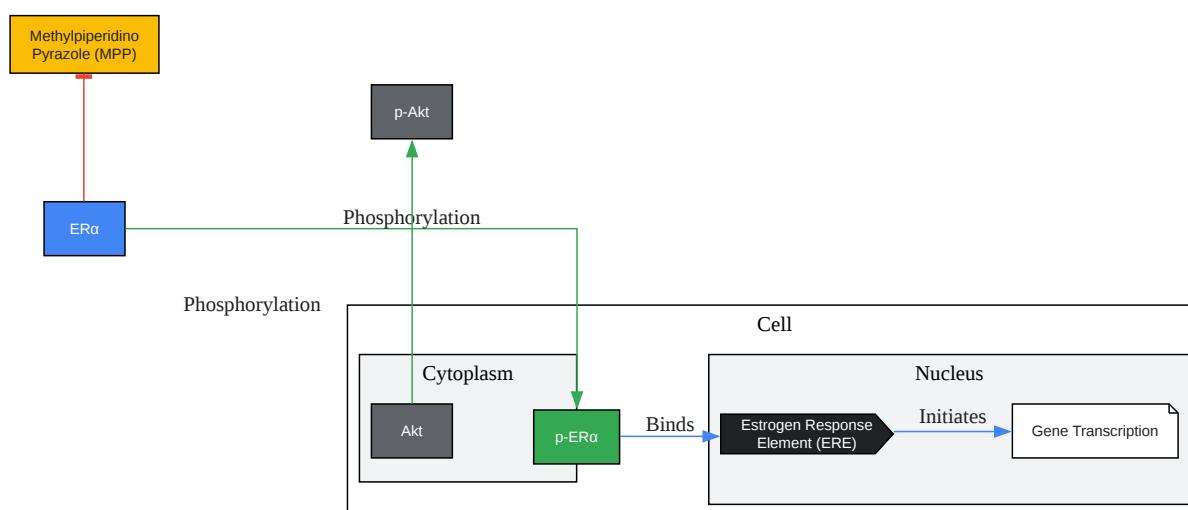 Methylpiperidino
Pyrazole (MPP)
p-Akt
ERα
Phosphorylation
Phosphorylation
Cell
Cytoplasm
Nucleus
Akt
p-ERα
Binds
Estrogen Response
Element (ERE)
Initiates
Gene Transcription